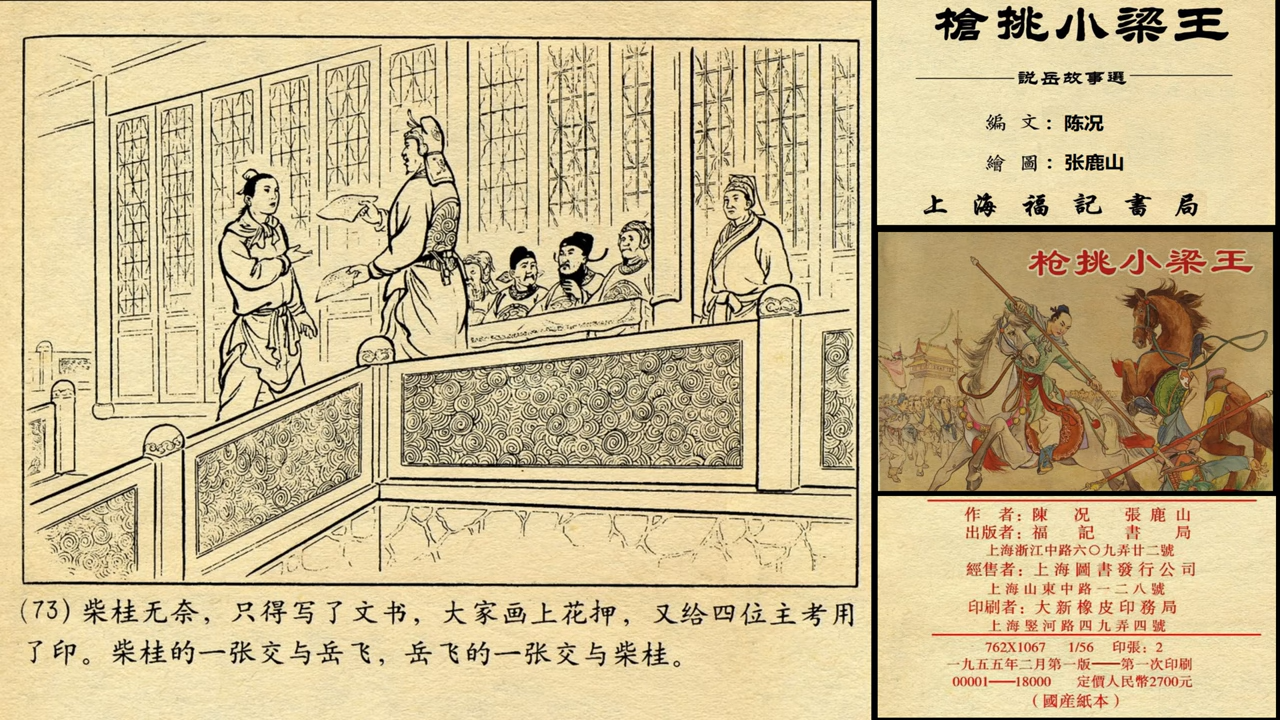 (73) 柴桂无奈，只得写了文书，大家画上花押，又给四位主考用
了印。柴桂的一张交与岳飞，岳飞的一张交与柴桂。
槍挑小梁王
説岳故事選
編 文：陈况
繪 圖：张鹿山
上海福記書局
枪挑小梁王
作 者：陳 况 張鹿山
出版者：福 記 書 局
上海浙江中路六〇九弄廿二號
經售者：上海圖書發行公司
上海山東中路一二八號
印刷者：大新橡皮印務局
上海豎河路四九弄四號
762X1067 1/56 印張：2
一九五五年二月第一版——第一次印刷
00001——18000 定價人民幣2700元
（國産紙本）